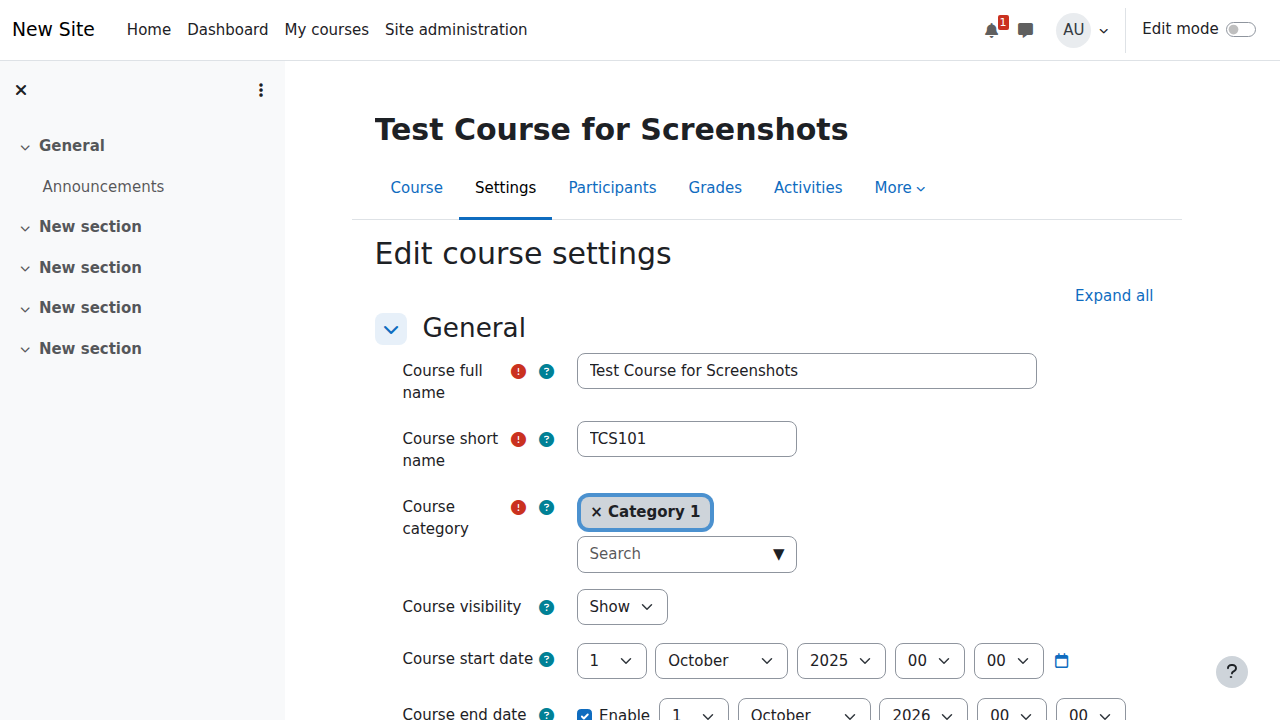 New Site
Home Dashboard My courses Site administration
1
AU
Edit mode
General
Announcements
New section
New section
New section
New section
Test Course for Screenshots
Course Settings Participants Grades Activities More
Edit course settings
Expand all
General
Course full name
Test Course for Screenshots
Course short name
TCS101
Course category
× Category 1
Search
Course visibility
Show
Course start date
1 October 2025 00 00
Course end date
Enable 1 October 2026 00 00
?